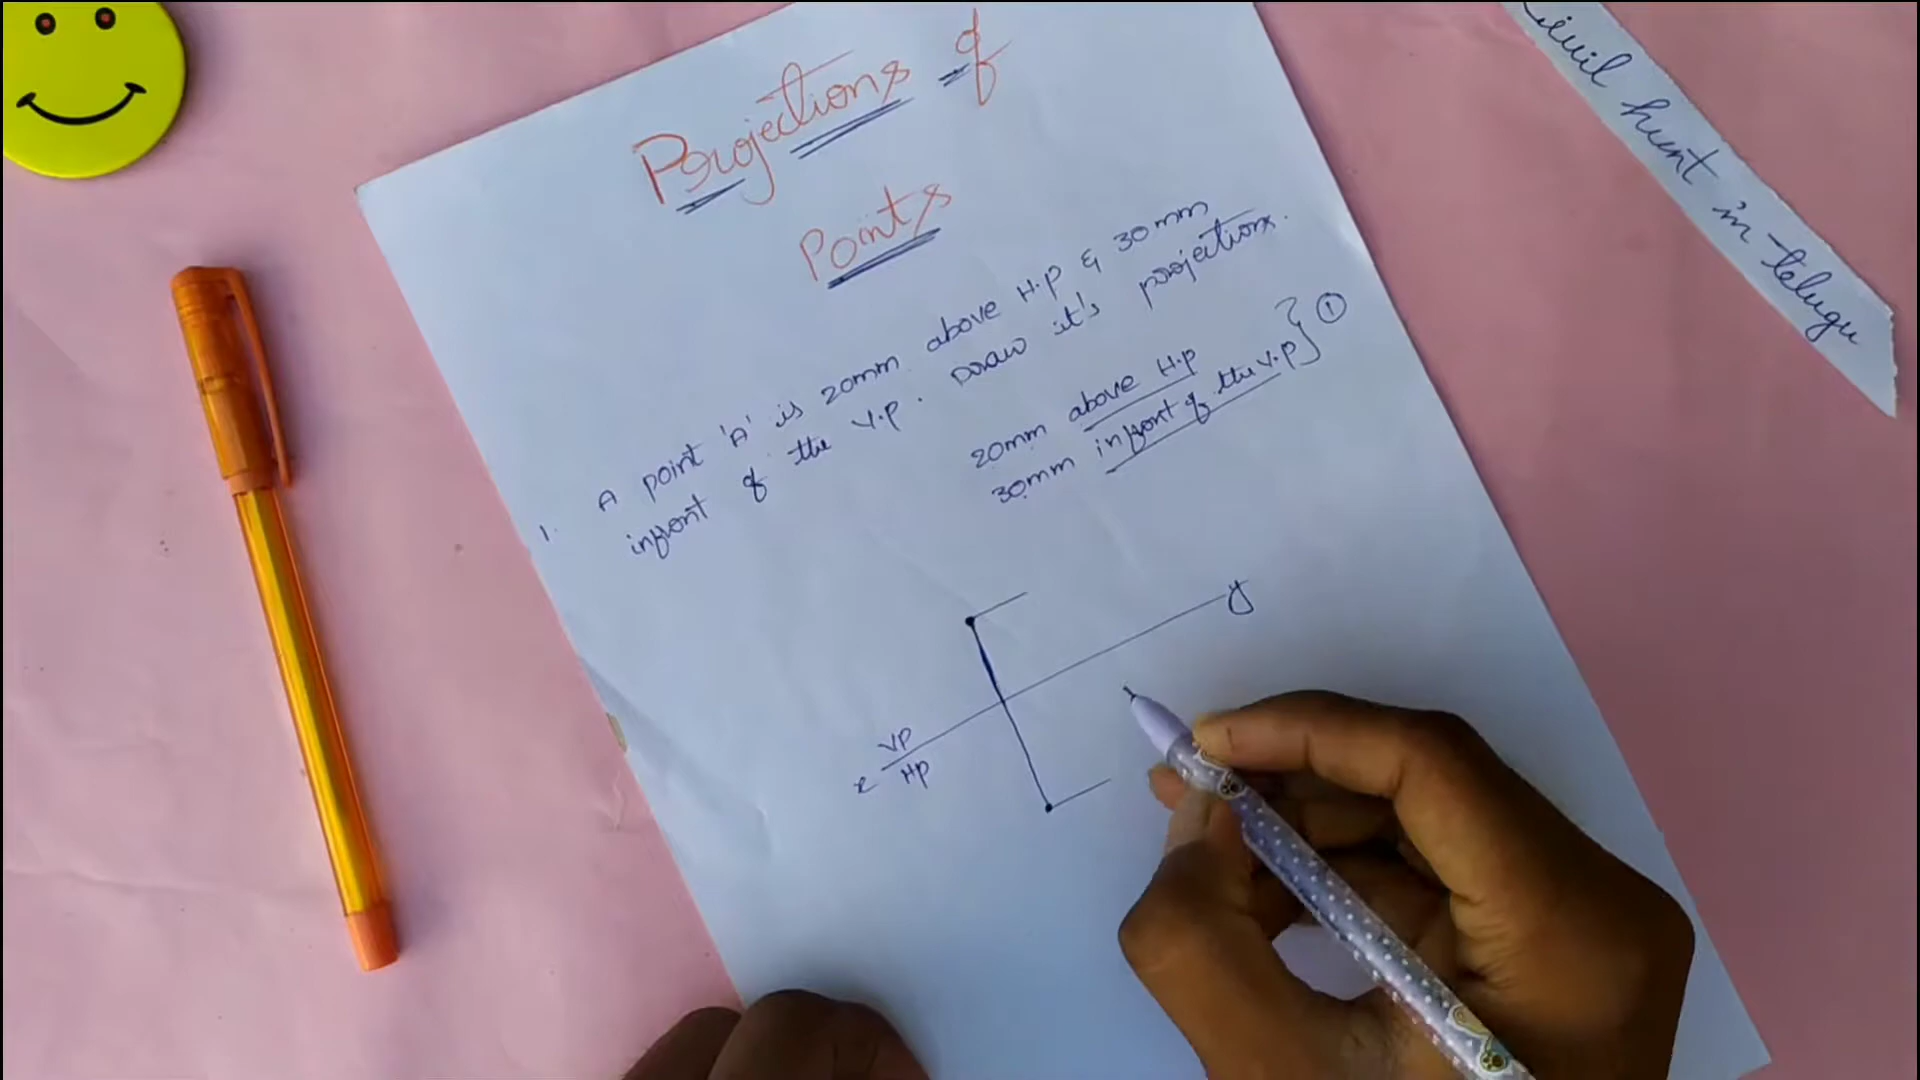 Projections of
Points
1. A point 'A' is 20mm above H.P & 30mm
infront of the V.P. Draw it's projections.
20mm above H.P
30mm infront of the V.P } ①
y
VP
x HP
Civil hunt in telugu